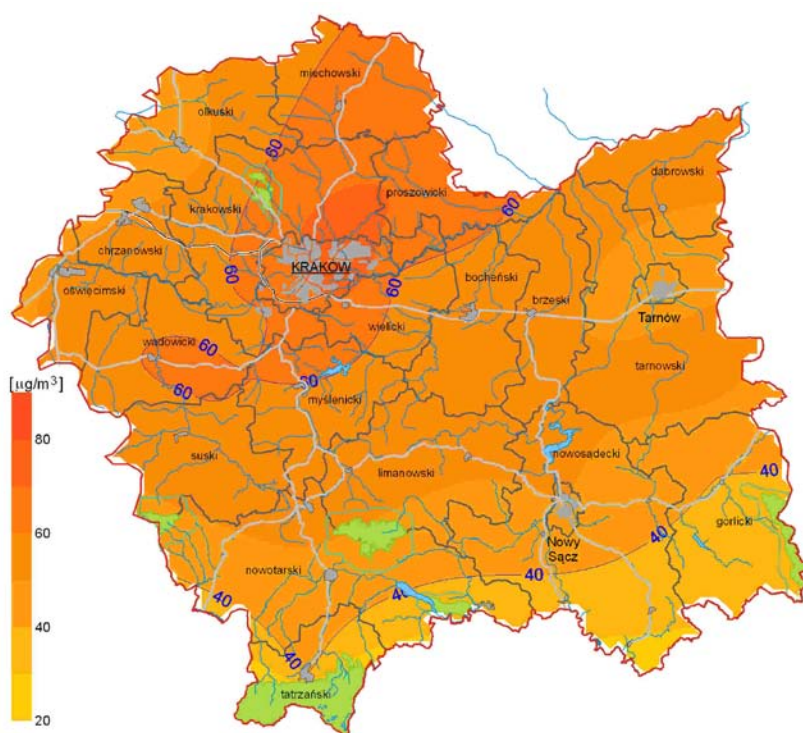 miechowski
olkuski
60
dąbrowski
proszowicki
60
krakowski
chrzanowski
KRAKÓW
60
oświęcimski
60
bocheński
brzeski
Tarnów
wielicki
wadowicki
60
60
60
tarnowski
[µg/m³]
myślenicki
80
suski
limanowski
nowosądecki
40
gorlicki
60
Nowy
Sącz
40
nowotarski
40
40
40
40
40
tatrzański
20